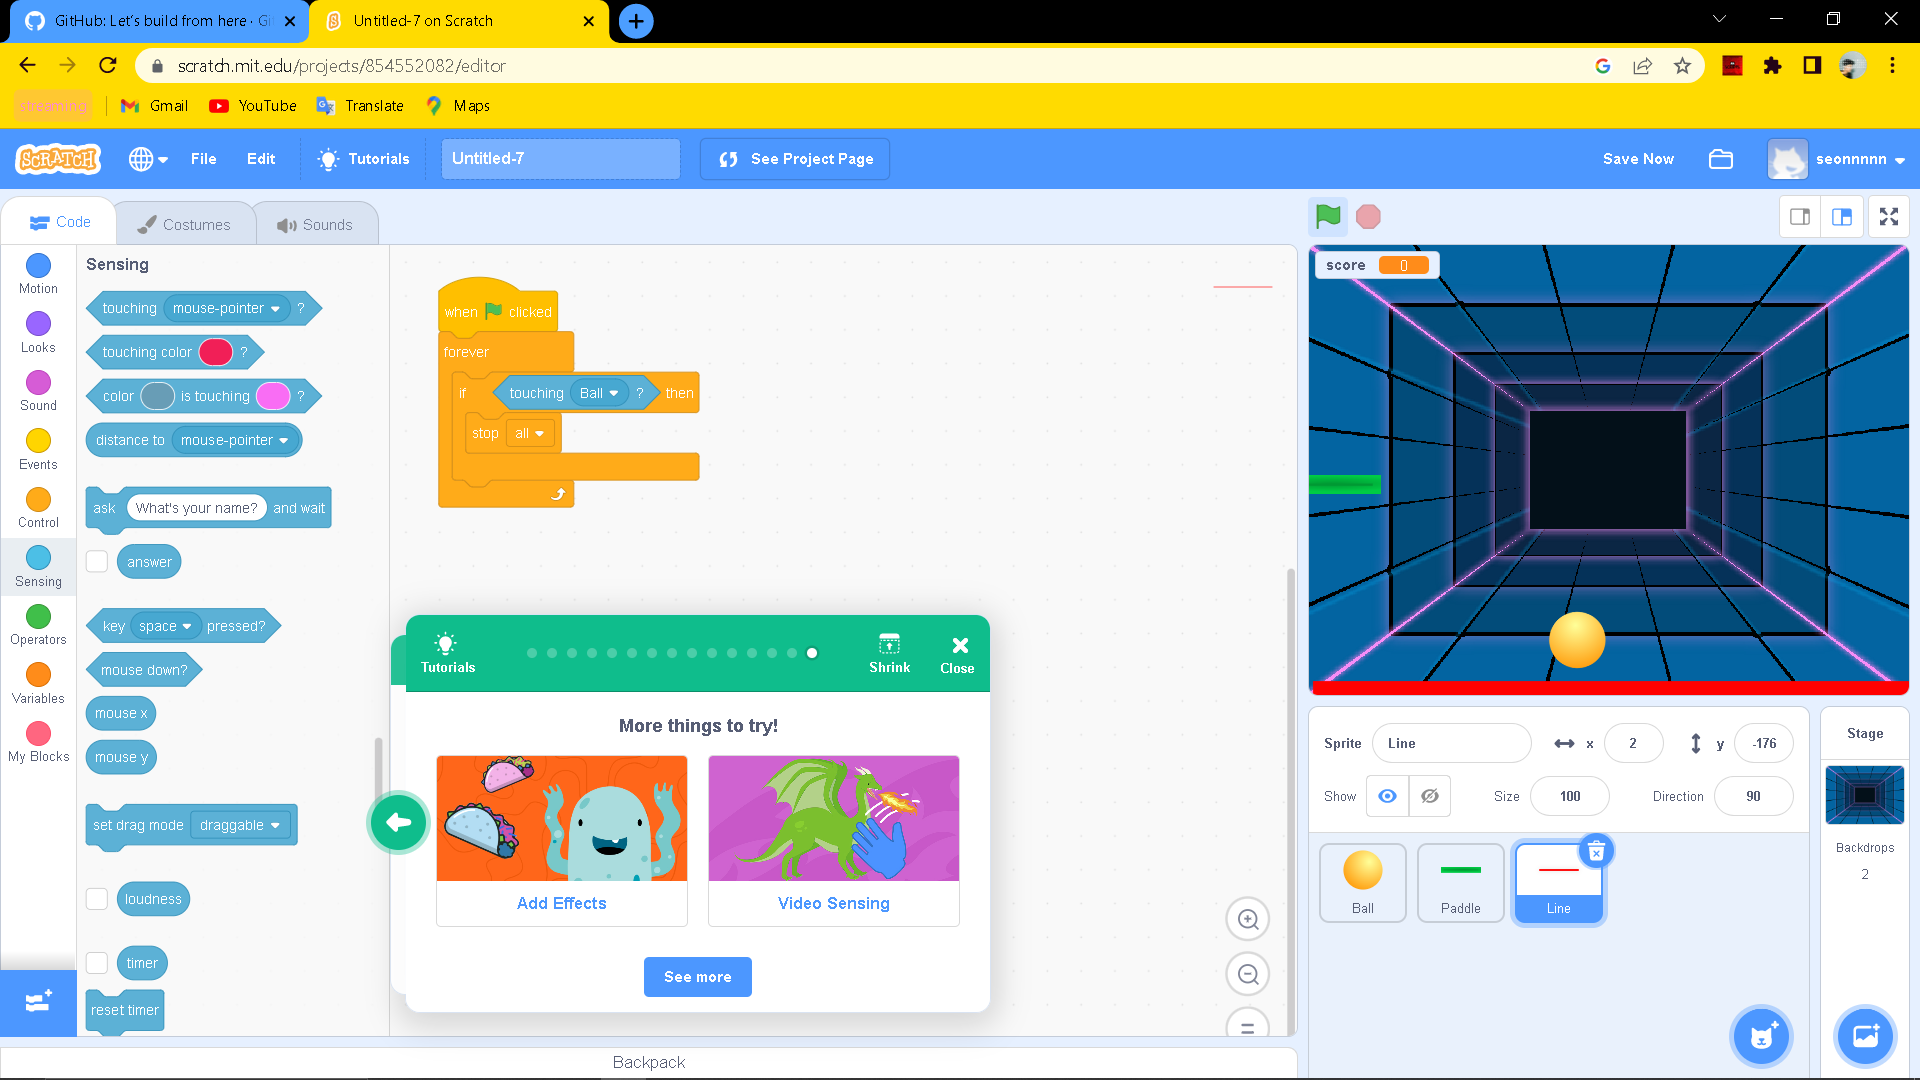 GitHub: Let's build from here · Gi
Untitled-7 on Scratch
scratch.mit.edu/projects/854552082/editor
streaming
Gmail
YouTube
Translate
Maps
SCRATCH
File
Edit
Tutorials
Untitled-7
See Project Page
Save Now
seonnnnn
Code
Costumes
Sounds
Motion
Looks
Sound
Events
Control
Sensing
Operators
Variables
My Blocks
Sensing
touching mouse-pointer ?
touching color ?
color is touching ?
distance to mouse-pointer
ask What's your name? and wait
answer
key space pressed?
mouse down?
mouse x
mouse y
set drag mode draggable
loudness
timer
reset timer
when clicked
forever
if touching Ball ? then
stop all
Tutorials
Shrink
Close
More things to try!
Add Effects
Video Sensing
See more
Backpack
score 0
Sprite Line x 2 y -176
Show Size 100 Direction 90
Ball
Paddle
Line
Stage
Backdrops
2